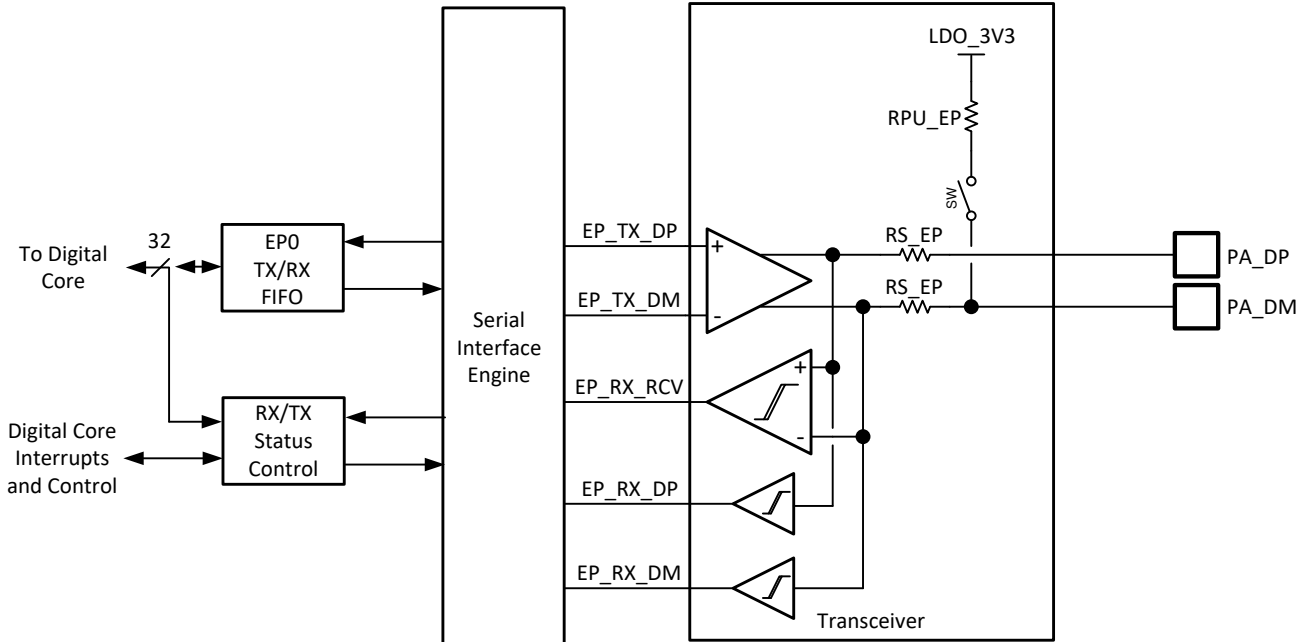 LDO_3V3
RPU_EP
SW
32
To Digital
Core
EP0
TX/RX
FIFO
EP_TX_DP
+
RS_EP
PA_DP
EP_TX_DM
-
RS_EP
PA_DM
Serial
Interface
Engine
EP_RX_RCV
+
-
Digital Core
Interrupts
and Control
RX/TX
Status
Control
EP_RX_DP
EP_RX_DM
Transceiver